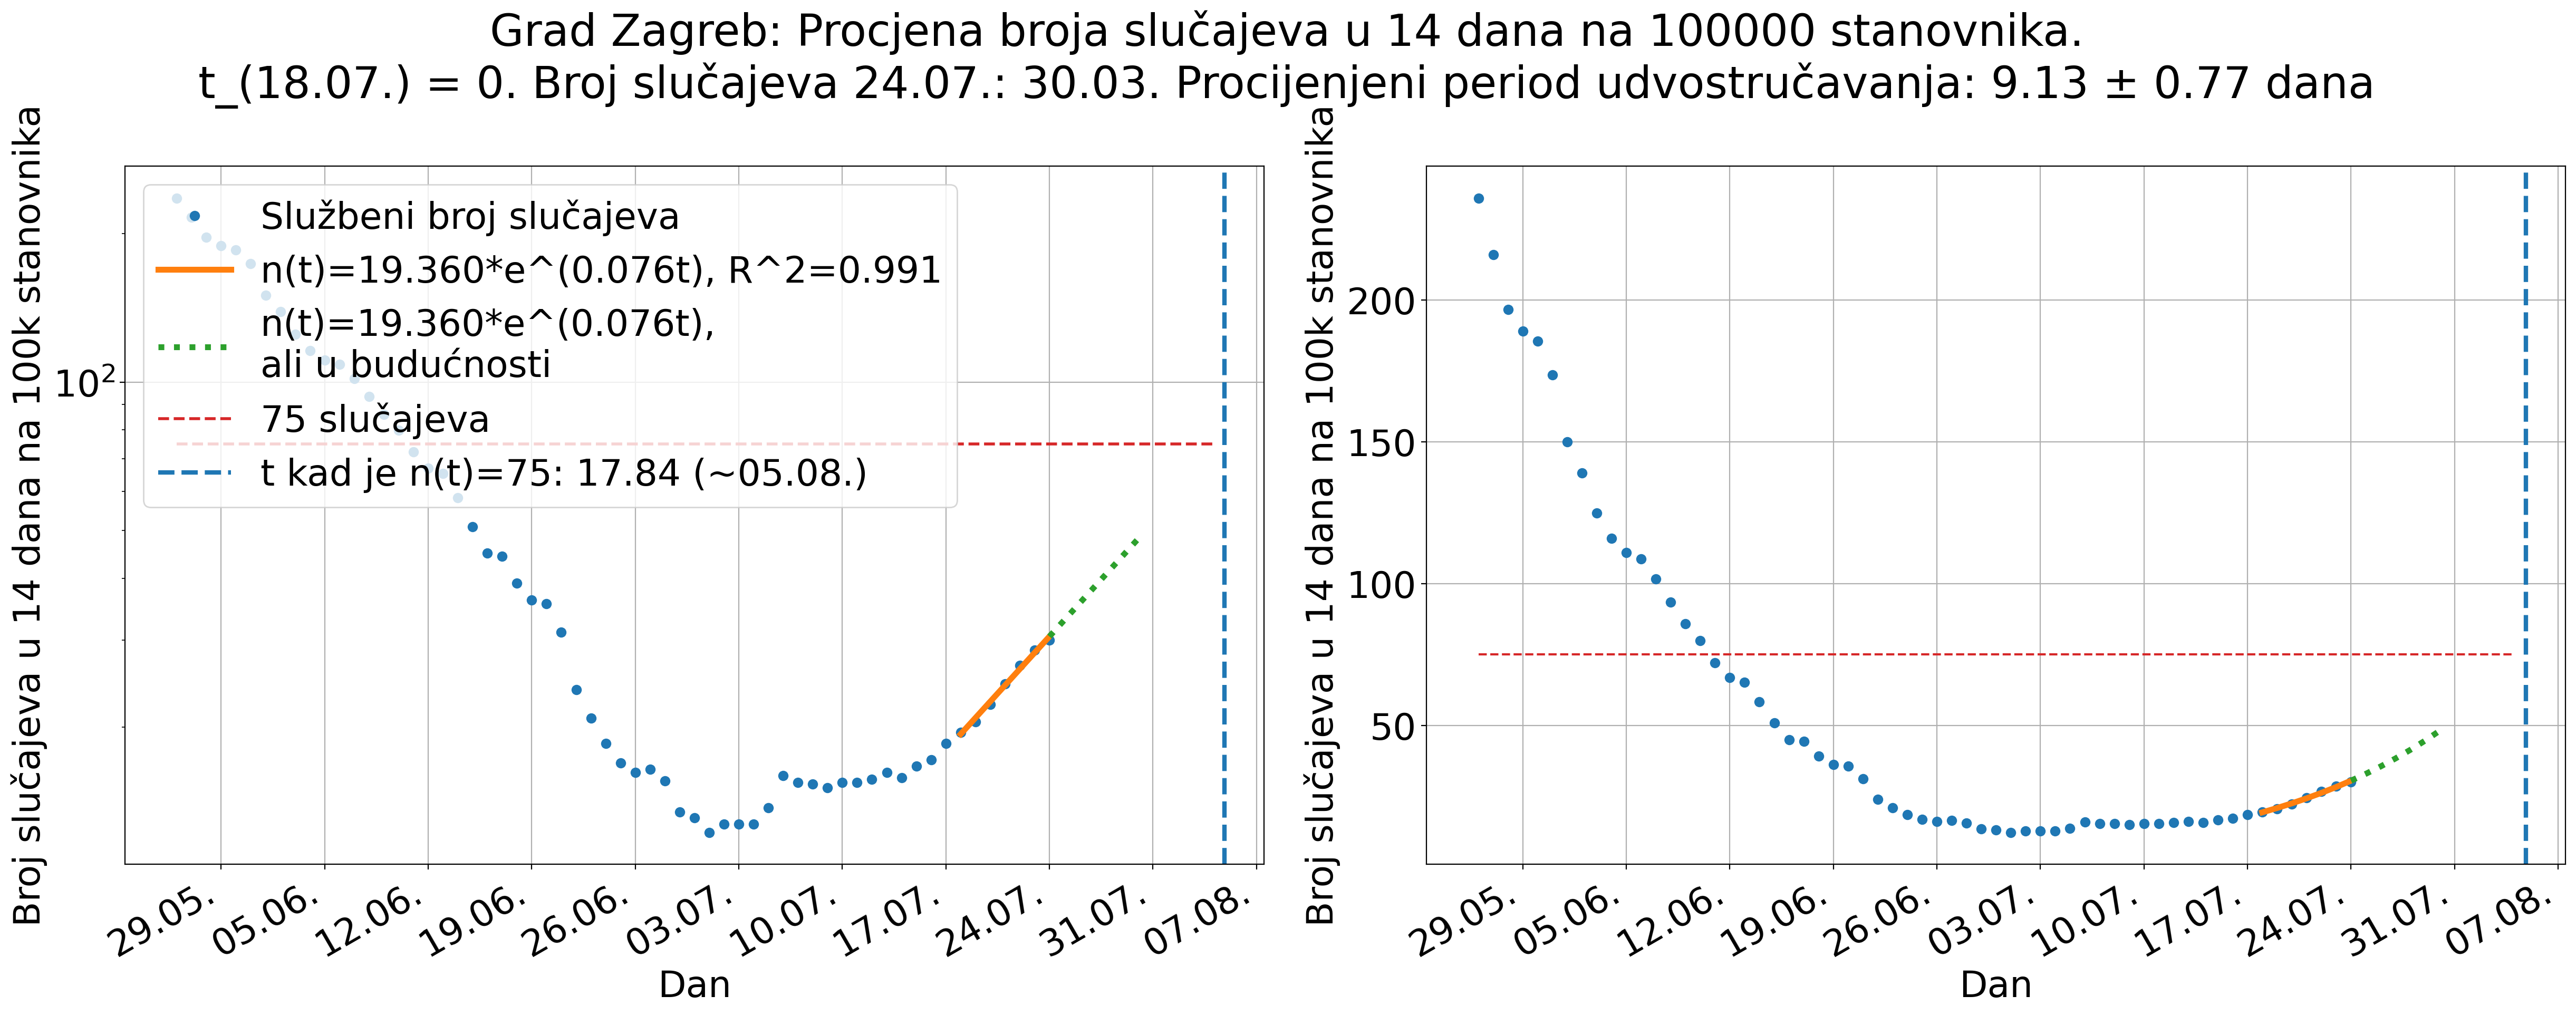 Grad Zagreb: Procjena broja slučajeva u 14 dana na 100000 stanovnika.
t_(18.07.) = 0. Broj slučajeva 24.07.: 30.03. Procijenjeni period udvostručavanja: 9.13 ± 0.77 dana
Broj slučajeva u 14 dana na 100k stanovnika
10²
Službeni broj slučajeva
n(t)=19.360*e^(0.076t), R^2=0.991
n(t)=19.360*e^(0.076t),
ali u budućnosti
75 slučajeva
t kad je n(t)=75: 17.84 (~05.08.)
29.05.
05.06.
12.06.
19.06.
26.06.
03.07.
10.07.
17.07.
24.07.
31.07.
07.08.
Dan
Broj slučajeva u 14 dana na 100k stanovnika
200
150
100
50
29.05.
05.06.
12.06.
19.06.
26.06.
03.07.
10.07.
17.07.
24.07.
31.07.
07.08.
Dan